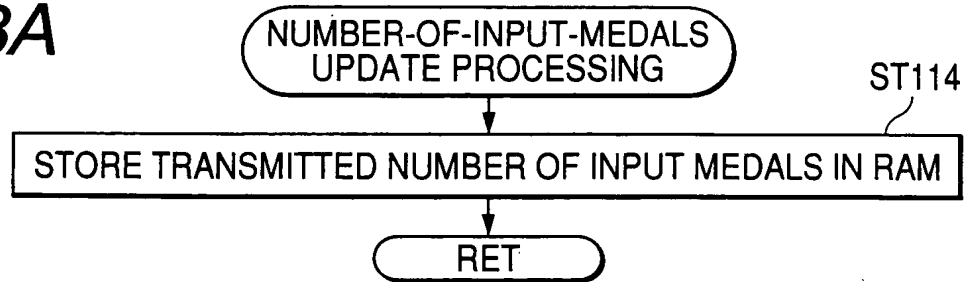 3A
NUMBER-OF-INPUT-MEDALS
UPDATE PROCESSING
ST114
STORE TRANSMITTED NUMBER OF INPUT MEDALS IN RAM
RET